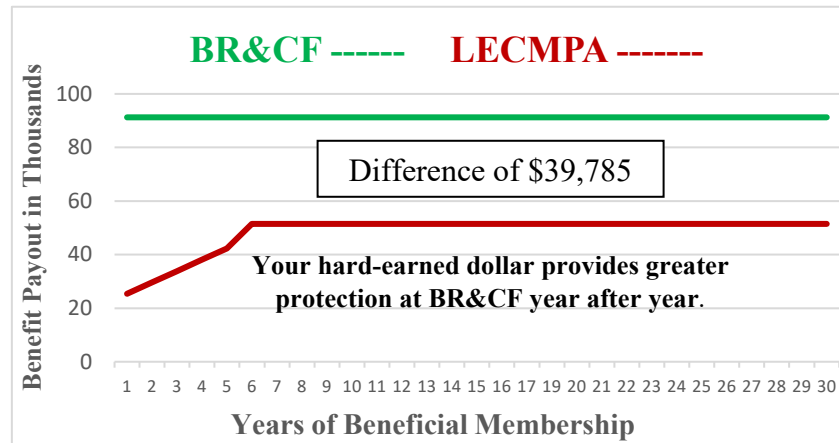 BR&CF ------ LECMPA -------
Benefit Payout in Thousands
100
80
60
40
20
0
Difference of $39,785
Your hard-earned dollar provides greater
protection at BR&CF year after year.
1 2 3 4 5 6 7 8 9 10 11 12 13 14 15 16 17 18 19 20 21 22 23 24 25 26 27 28 29 30
Years of Beneficial Membership